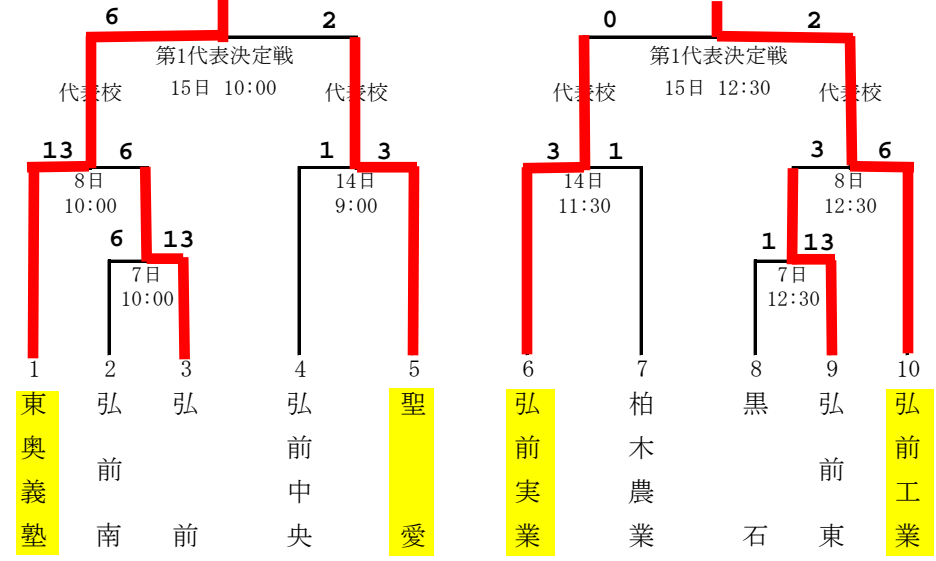 6 2 0 2
第1代表決定戦 第1代表決定戦
15日 10:00 15日 12:30
代表校 代表校 代表校 代表校
13 6 1 3 3 1 3 6
8日 14日 14日 8日
10:00 9:00 11:30 12:30
6 13 1 13
7日 7日
10:00 12:30
1 2 3 4 5 6 7 8 9 10
東奥義塾
弘前南
弘前
弘前中央
聖愛
弘前実業
柏木農業
黒石
弘前東
弘前工業